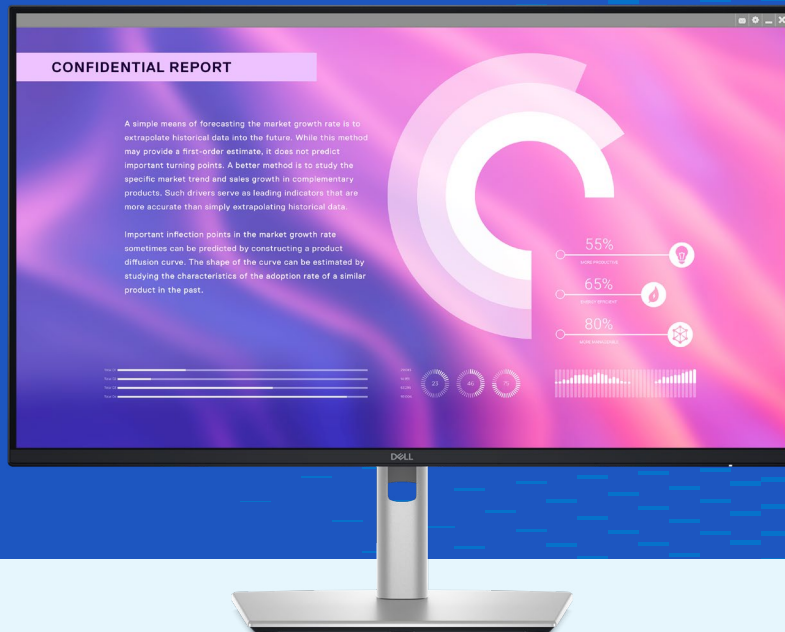 CONFIDENTIAL REPORT
A simple means of forecasting the market growth rate is to
extrapolate historical data into the future. While this method
may provide a first-order estimate, it does not predict
important turning points. A better method is to study the
specific market trend and sales growth in complementary
products. Such drivers serve as leading indicators that are
more accurate than simply extrapolating historical data.
Important inflection points in the market growth rate
sometimes can be predicted by constructing a product
diffusion curve. The shape of the curve can be estimated by
studying the characteristics of the adoption rate of a similar
product in the past.
55%
MORE PRODUCTIVE
65%
ENERGY EFFICIENT
80%
23
46
75
DELL